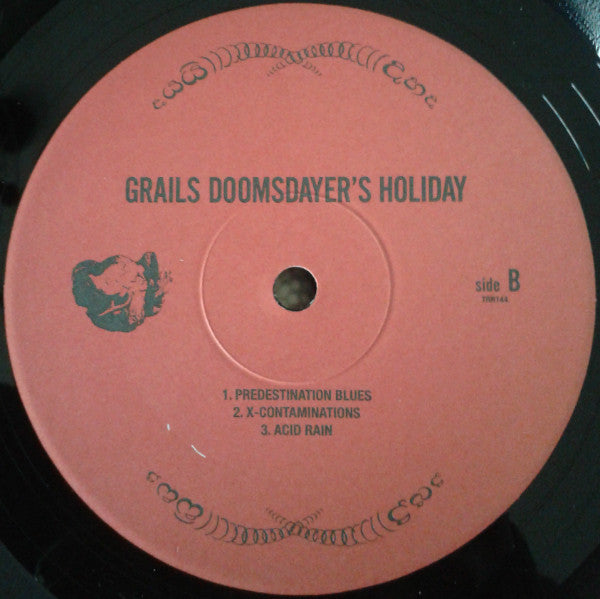 GRAILS DOOMSDAYER'S HOLIDAY
side B
TRR144
1. PREDESTINATION BLUES
2. X-CONTAMINATIONS
3. ACID RAIN